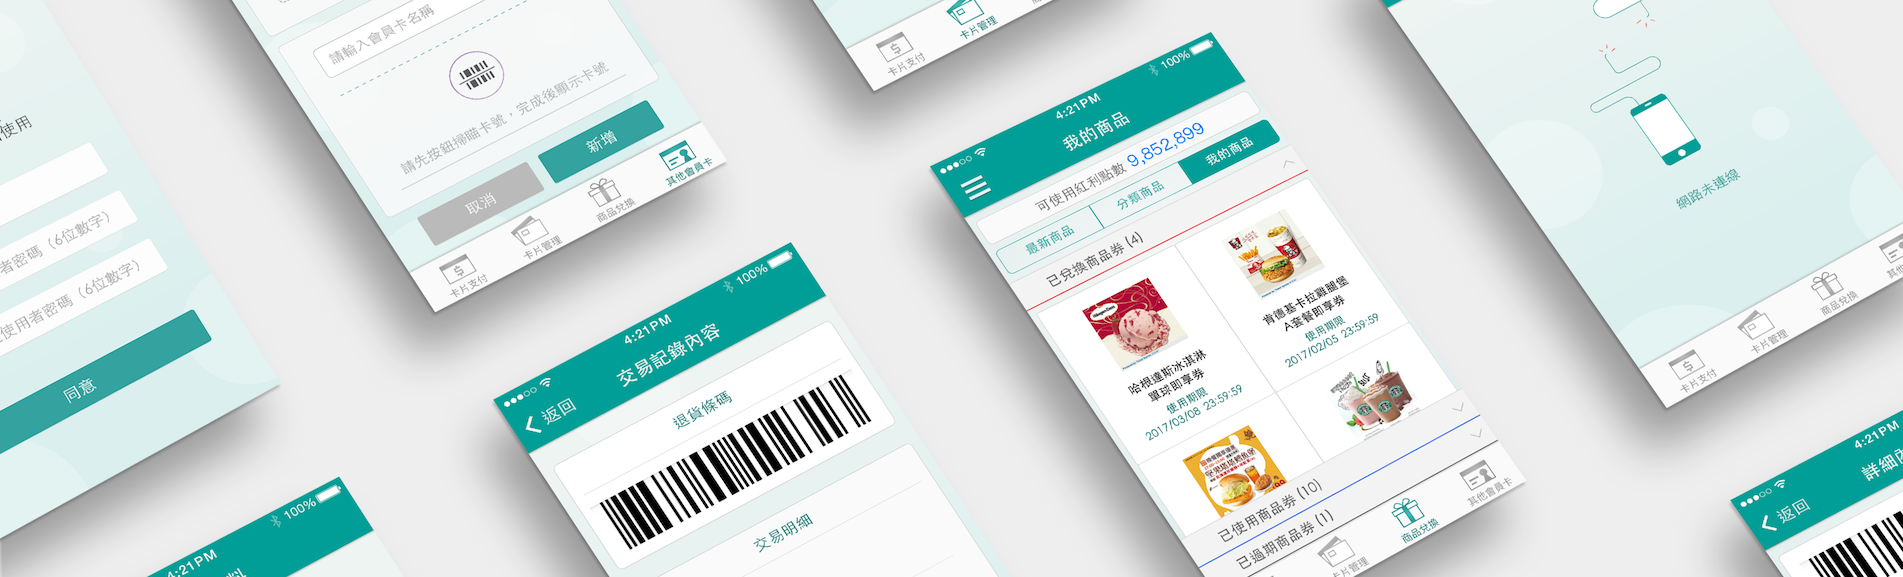 使用
者密碼（6位數字）
使用者密碼（6位數字）
同意
請輸入會員卡名稱
請先按鈕掃瞄卡號，完成後顯示卡號
取消
新增
卡片支付
卡片管理
商品兌換
其他會員卡
4:21PM
100%
4:21PM
100%
返回
交易記錄內容
退貨條碼
交易明細
卡片支付
卡片管理
4:21PM
100%
我的商品
可使用紅利點數 9,852,899
最新商品
分類商品
我的商品
已兌換商品券 (4)
哈根達斯冰淇淋
單球即享券
使用期限
2017/03/08 23:59:59
肯德基卡拉雞腿堡
A套餐即享券
使用期限
2017/02/05 23:59:59
已使用商品券 (10)
已過期商品券 (1)
卡片管理
商品兌換
其他會員卡
網路未連線
卡片支付
卡片管理
商品兌換
其他
4:21PM
返回
詳細